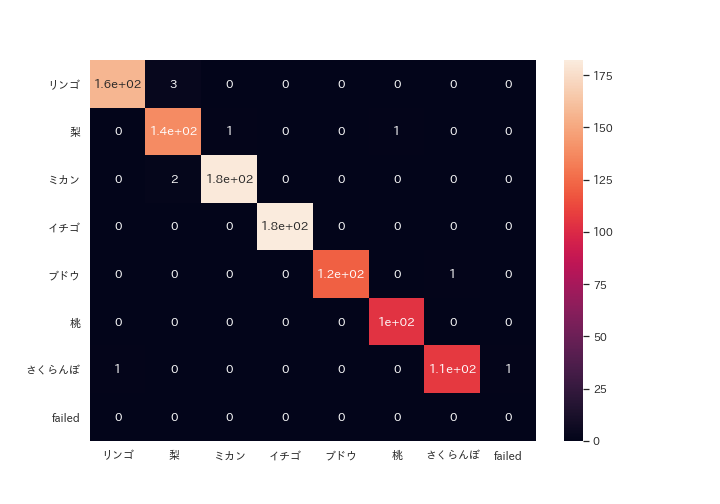 リンゴ 1.6e+02 3 0 0 0 0 0 0
梨 0 1.4e+02 1 0 0 1 0 0
ミカン 0 2 1.8e+02 0 0 0 0 0
イチゴ 0 0 0 1.8e+02 0 0 0 0
ブドウ 0 0 0 0 1.2e+02 0 1 0
桃 0 0 0 0 0 1e+02 0 0
さくらんぼ 1 0 0 0 0 0 1.1e+02 1
failed 0 0 0 0 0 0 0 0
リンゴ 梨 ミカン イチゴ ブドウ 桃 さくらんぼ failed
175
150
125
100
75
50
25
0